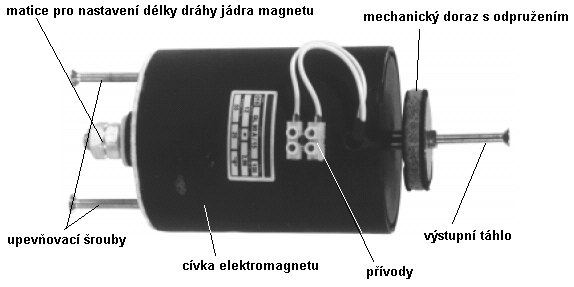 matice pro nastavení délky dráhy jádra magnetu
mechanický doraz s odpružením
upevňovací šrouby
cívka elektromagnetu
přívody
výstupní táhlo